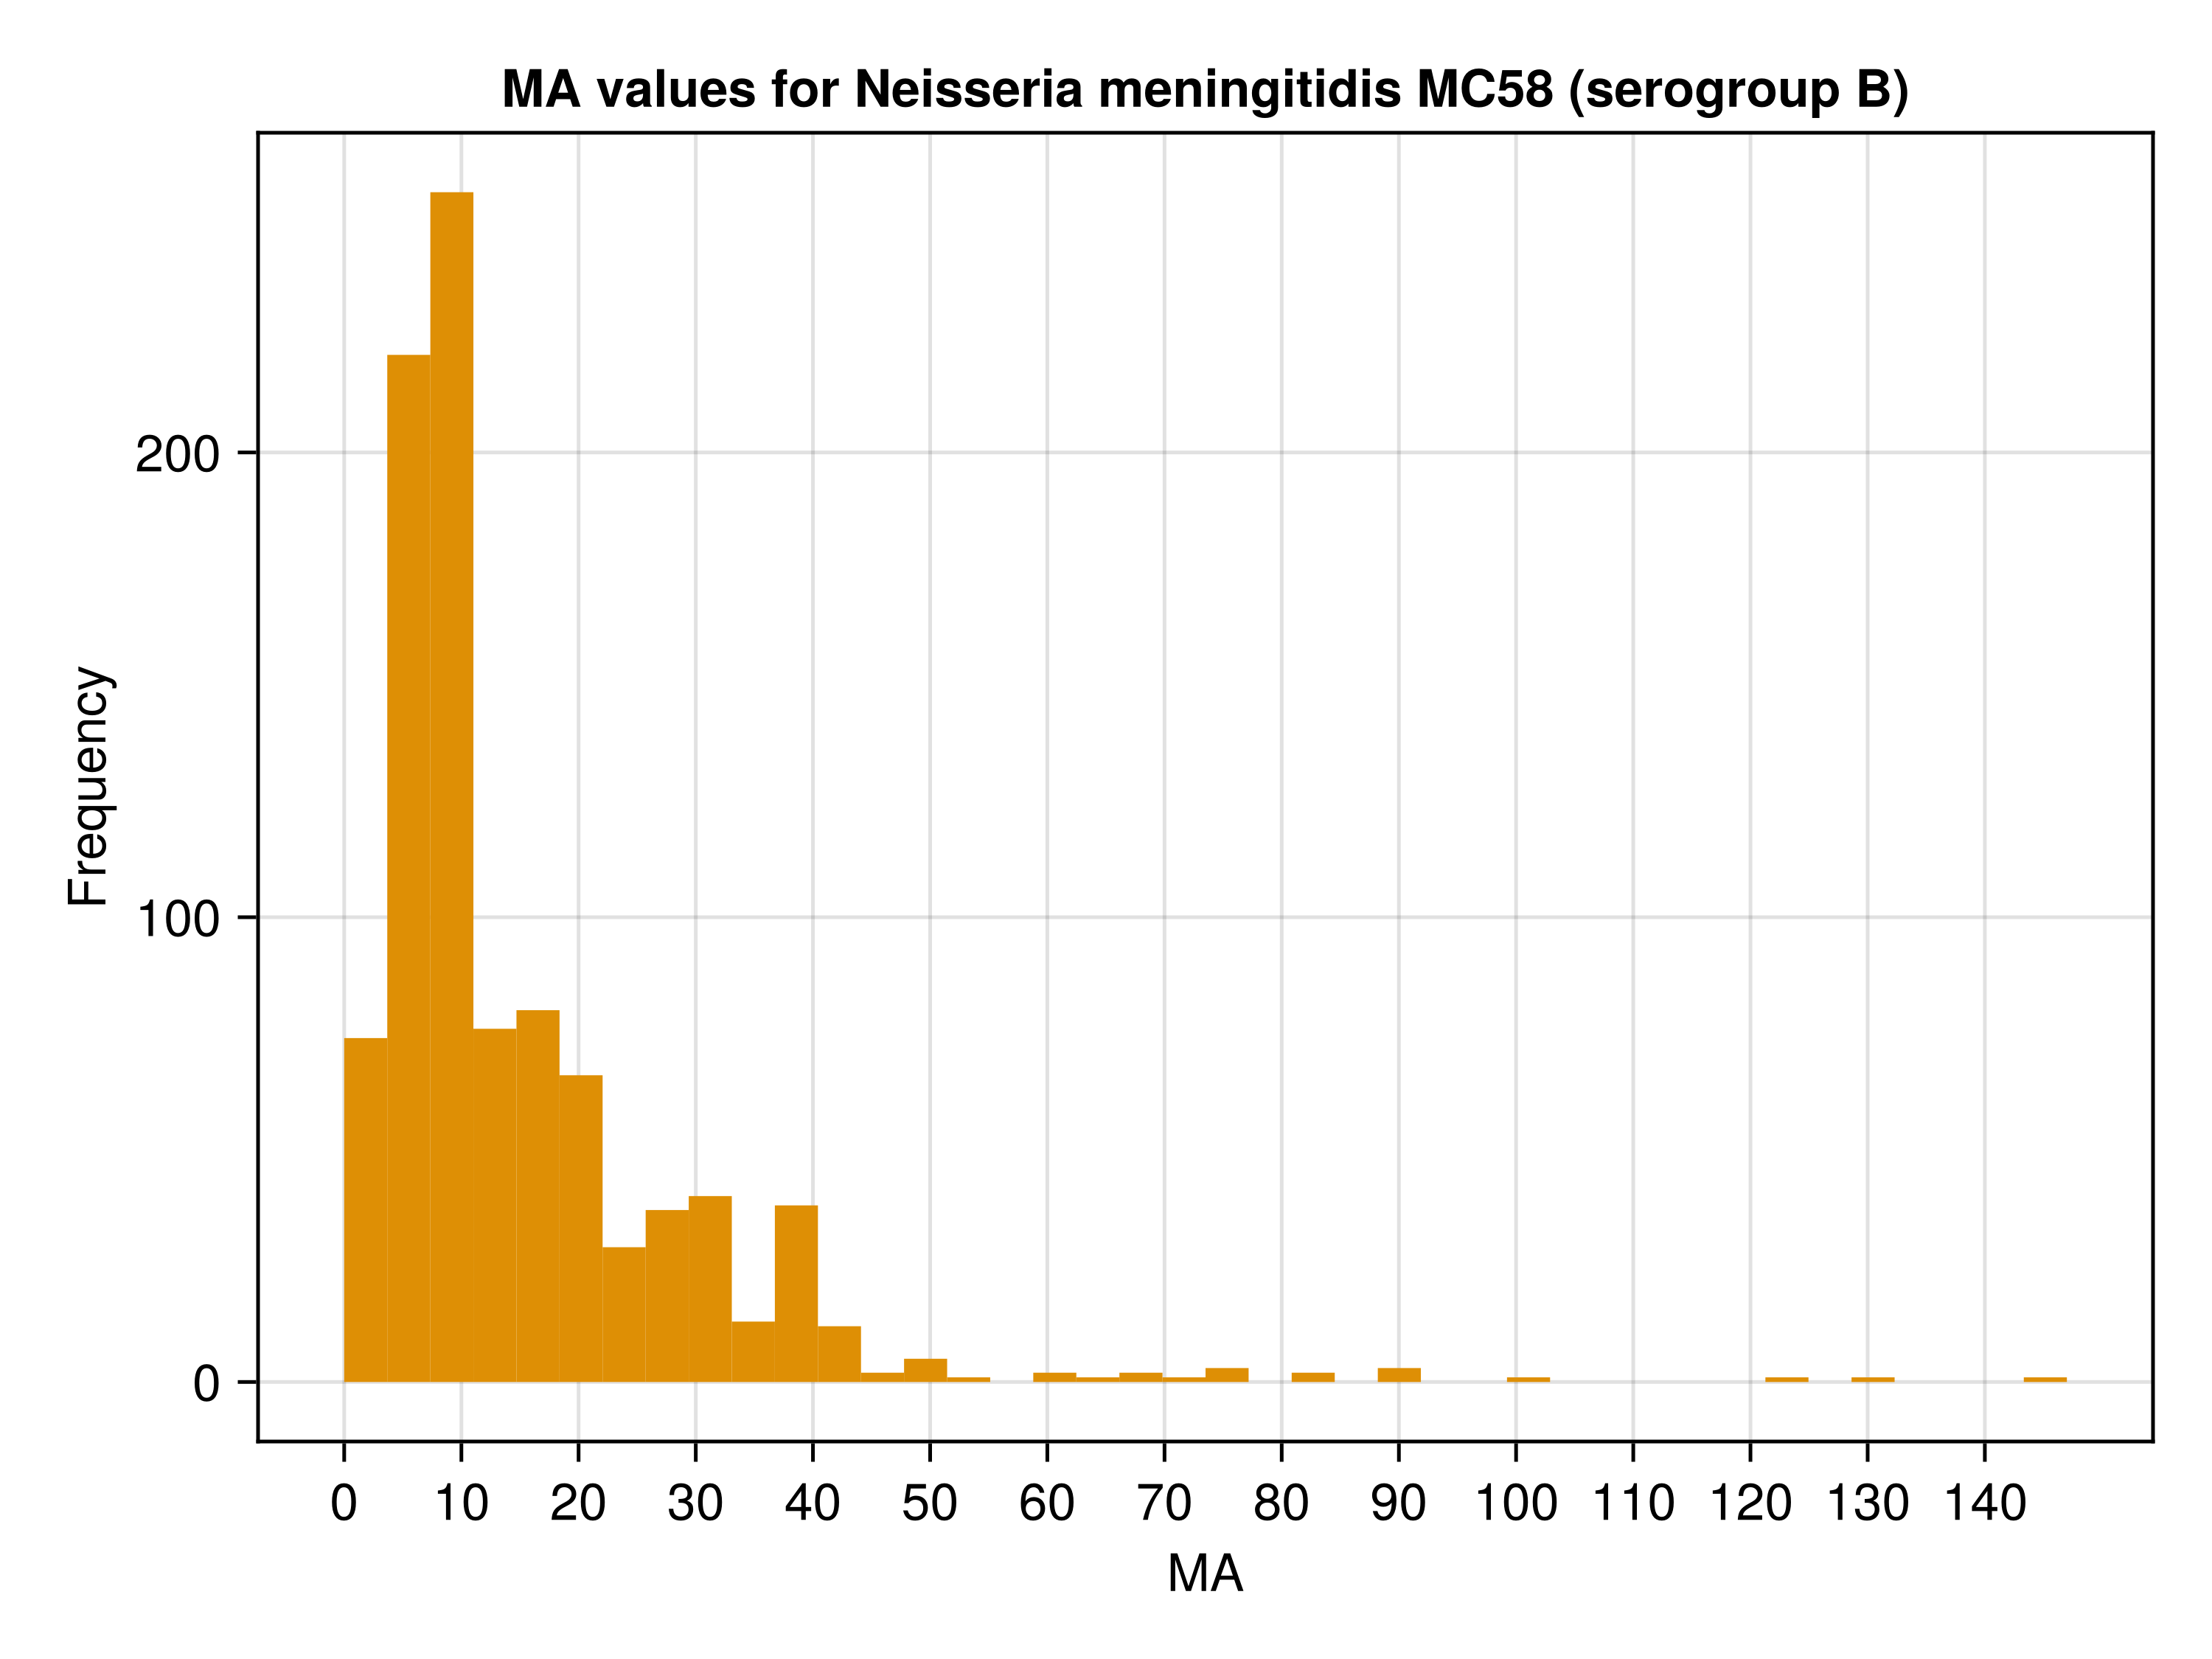 MA values for Neisseria meningitidis MC58 (serogroup B)
Frequency
200
100
0
0 10 20 30 40 50 60 70 80 90 100 110 120 130 140
MA